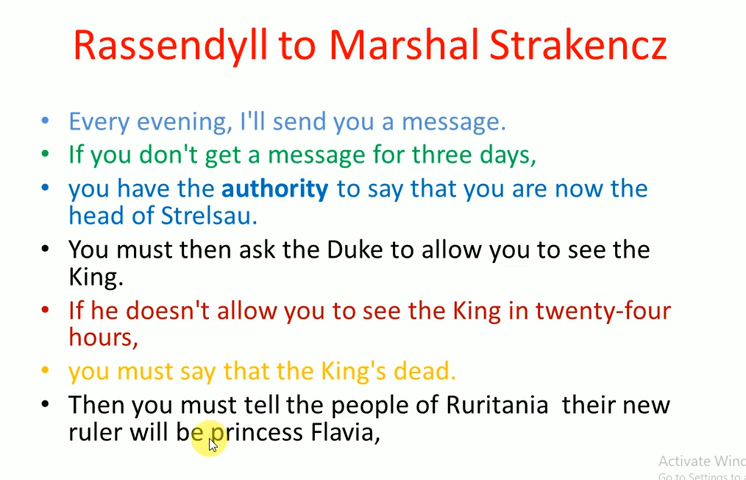 Rassendyll to Marshal Strakencz
• Every evening, I'll send you a message.
• If you don't get a message for three days,
• you have the authority to say that you are now the
head of Strelsau.
• You must then ask the Duke to allow you to see the
King.
• If he doesn't allow you to see the King in twenty-four
hours,
• you must say that the King's dead.
• Then you must tell the people of Ruritania  their new
ruler will be princess Flavia,
Activate Winc
Go to Settings to